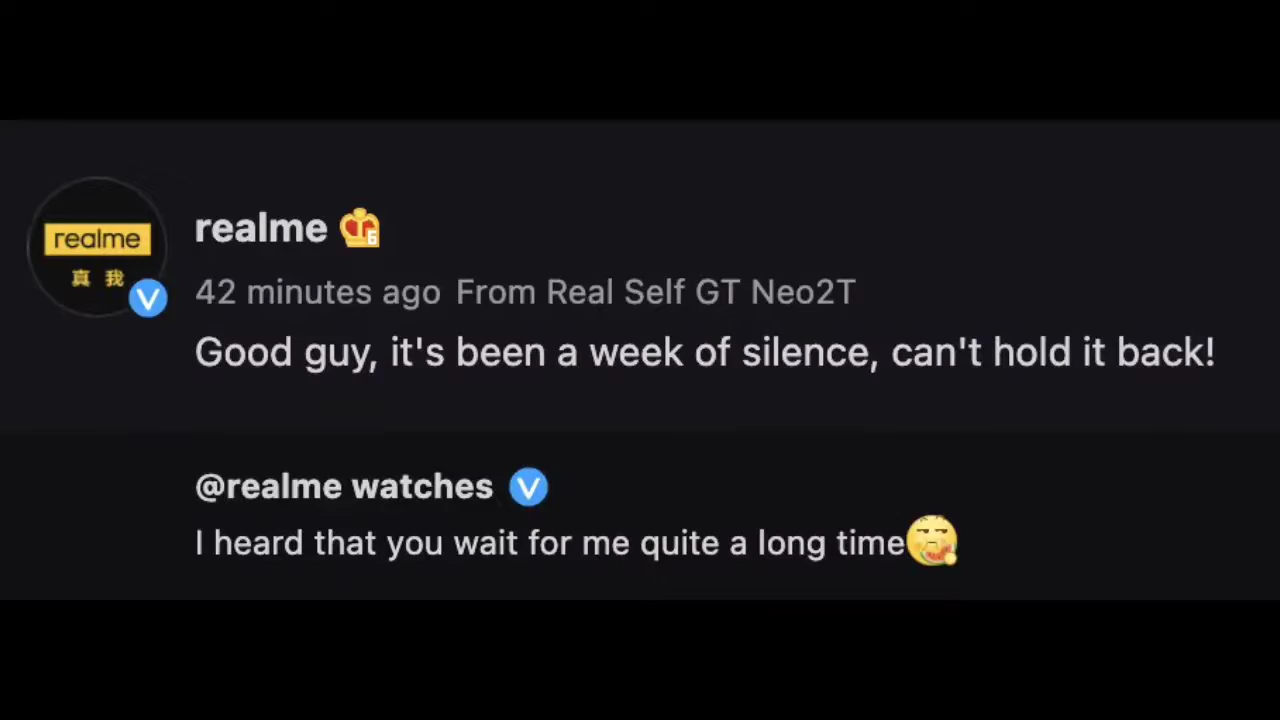 realme
真 我
realme
6
42 minutes ago From Real Self GT Neo2T
Good guy, it's been a week of silence, can't hold it back!
@realme watches
I heard that you wait for me quite a long time